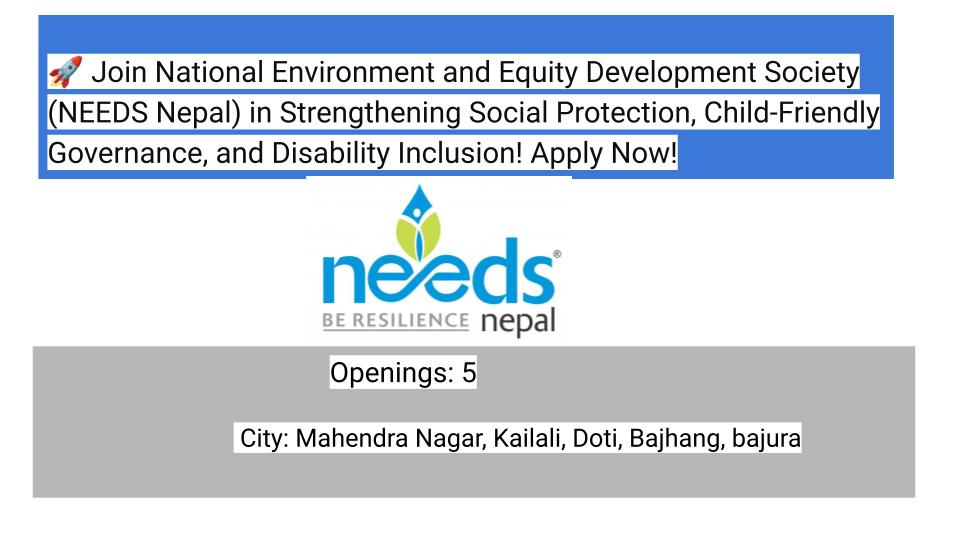 🚀 Join National Environment and Equity Development Society
(NEEDS Nepal) in Strengthening Social Protection, Child-Friendly
Governance, and Disability Inclusion! Apply Now!
needs®
BE RESILIENCE nepal
Openings: 5
City: Mahendra Nagar, Kailali, Doti, Bajhang, bajura